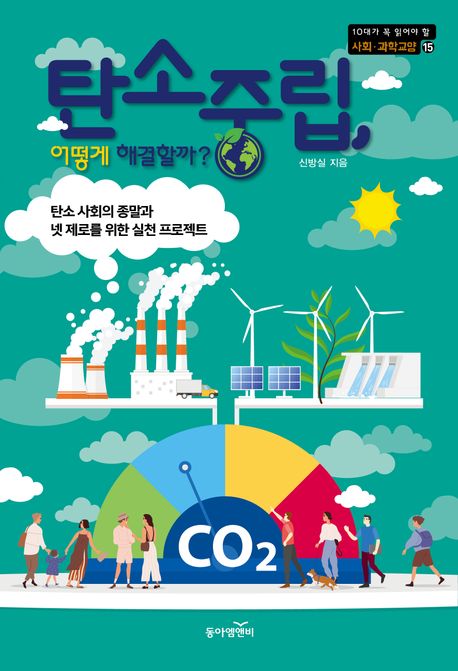 10대가 꼭 읽어야 할
사회·과학교양 15
탄소중립,
어떻게 해결할까?
신방실 지음
탄소 사회의 종말과
넷 제로를 위한 실천 프로젝트
CO2
동아엠앤비